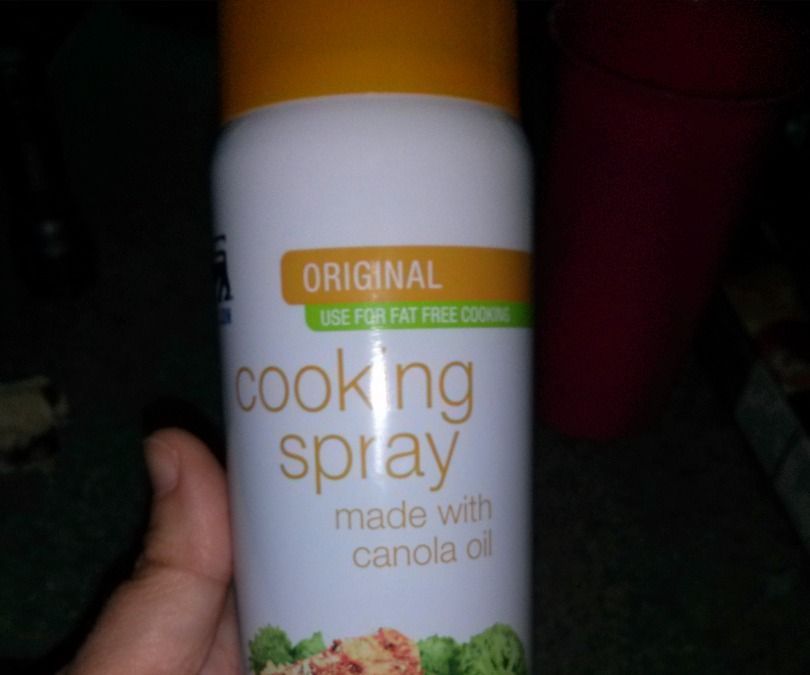 ORIGINAL
USE FOR FAT FREE COOKING
cooking
spray
made with
canola oil